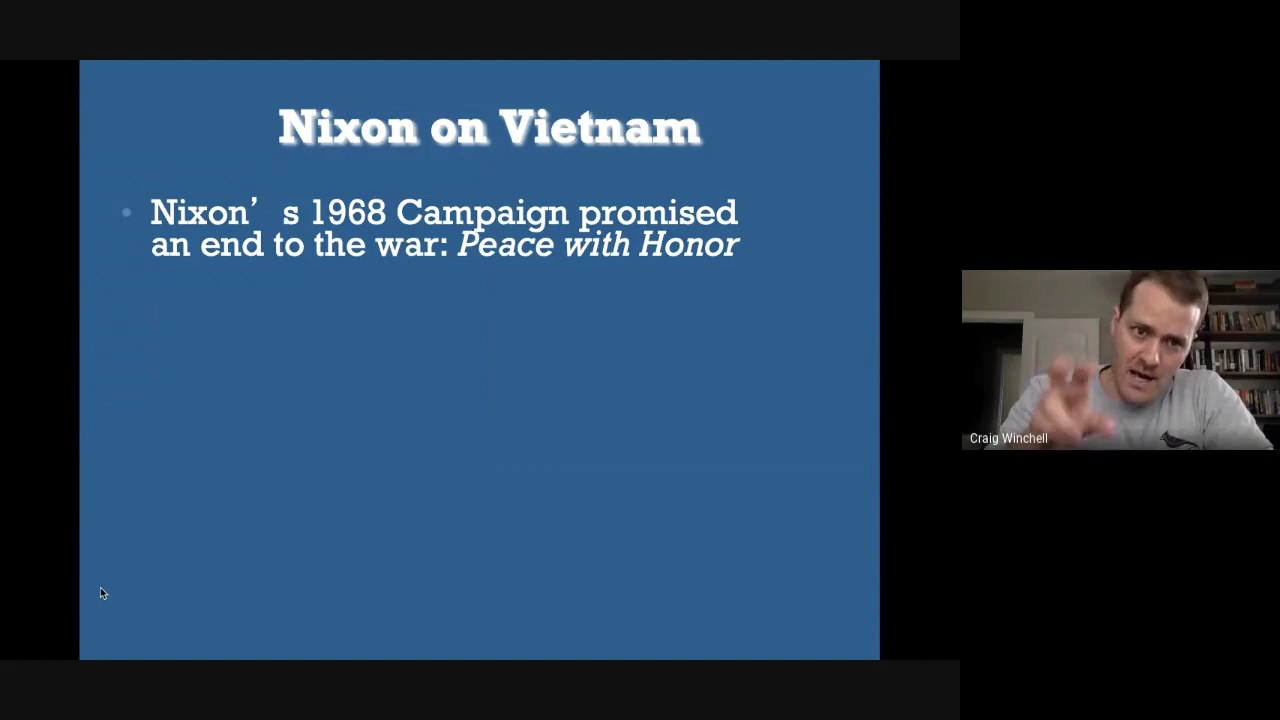 Nixon on Vietnam
Nixon’ s 1968 Campaign promised
an end to the war: Peace with Honor
Craig Winchell